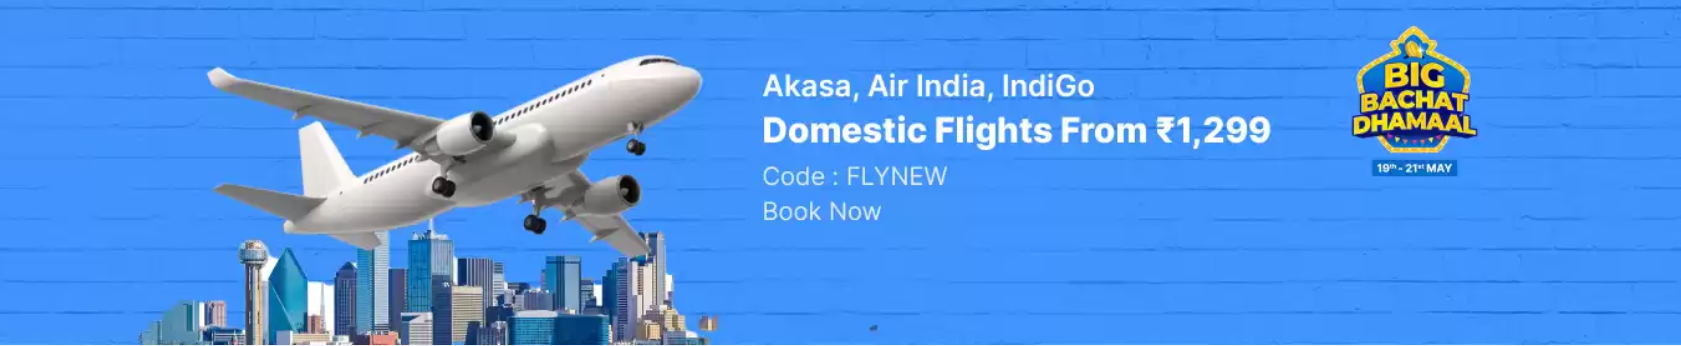 Akasa, Air India, IndiGo
Domestic Flights From ₹1,299
Code : FLYNEW
Book Now
BIG
BACHAT
DHAMAAL
19th - 21st MAY